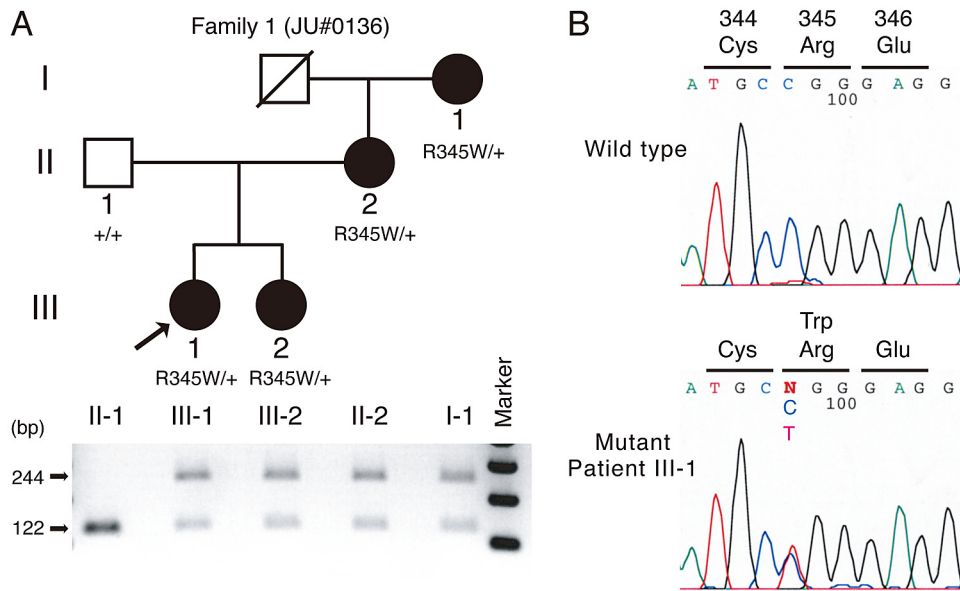 A
Family 1 (JU#0136)
I
1
R345W/+
II
1
+/+
2
R345W/+
III
1
R345W/+
2
R345W/+
(bp)
II-1
III-1
III-2
II-2
I-1
Marker
244
122
B
344
345
346
Cys
Arg
Glu
A T G C C G G G A G G
100
Wild type
Trp
Cys
Arg
Glu
A T G C N G G G A G G
C
100
T
Mutant
Patient III-1